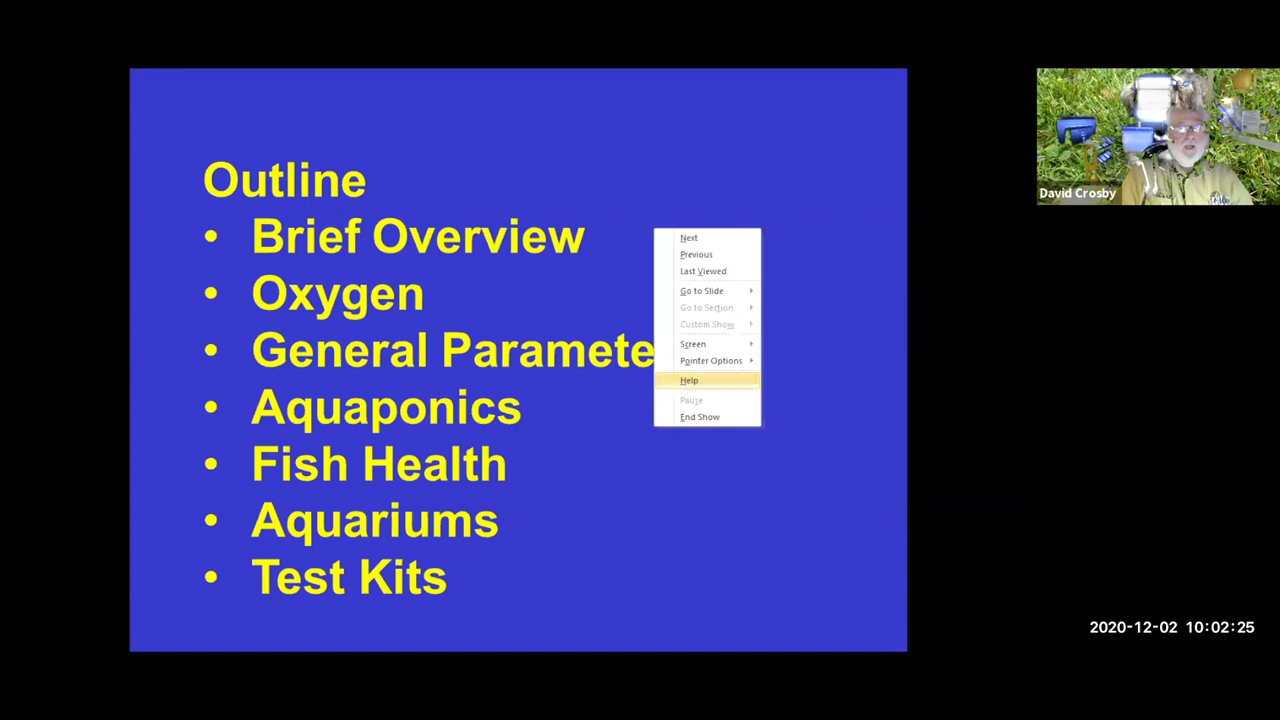 Outline
• Brief Overview
• Oxygen
• General Paramete
• Aquaponics
• Fish Health
• Aquariums
• Test Kits
Next
Previous
Last Viewed
Go to Slide
Go to Section
Custom Show
Screen
Pointer Options
Help
Pause
End Show
David Crosby
2020-12-02 10:02:25